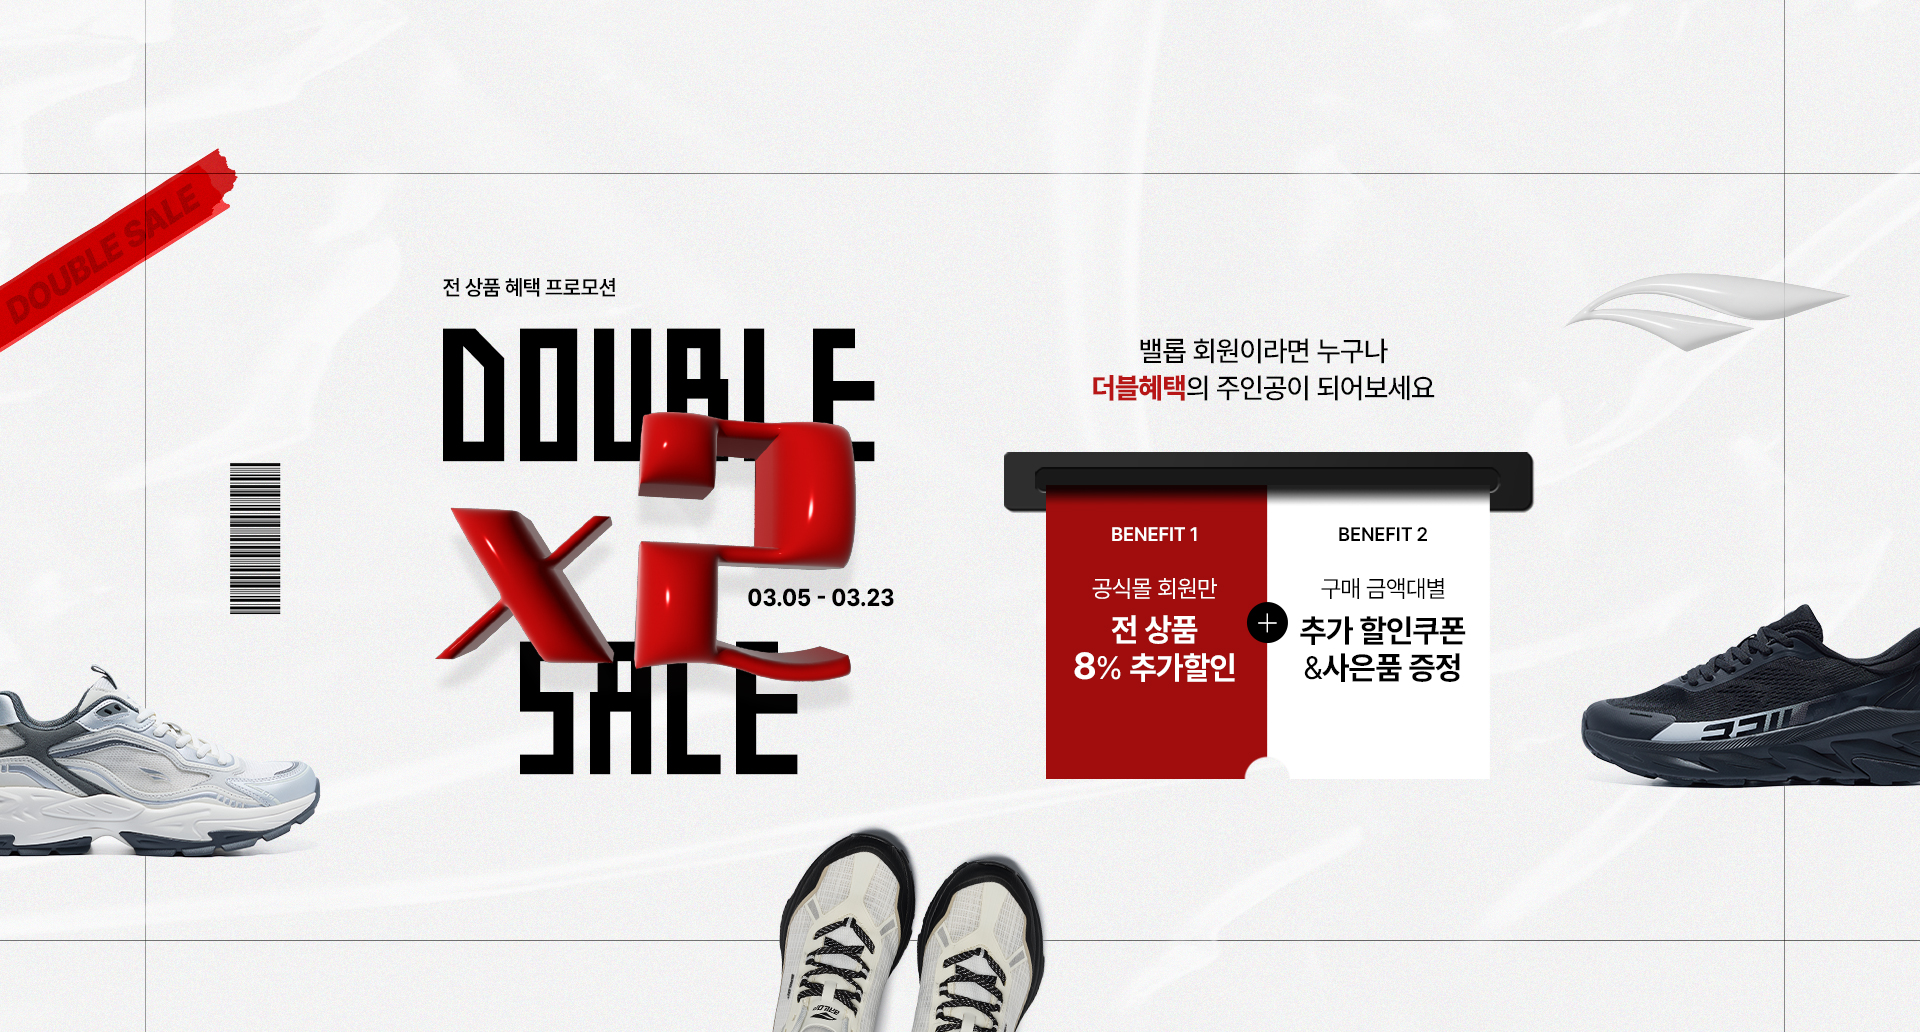 DOUBLE SALE
전 상품 혜택 프로모션
DOUBLE
x2
03.05 - 03.23
SALE
밸롭 회원이라면 누구나
더블혜택의 주인공이 되어보세요
BENEFIT 1
공식몰 회원만
전 상품
8% 추가할인
+
BENEFIT 2
구매 금액대별
추가 할인쿠폰
&사은품 증정